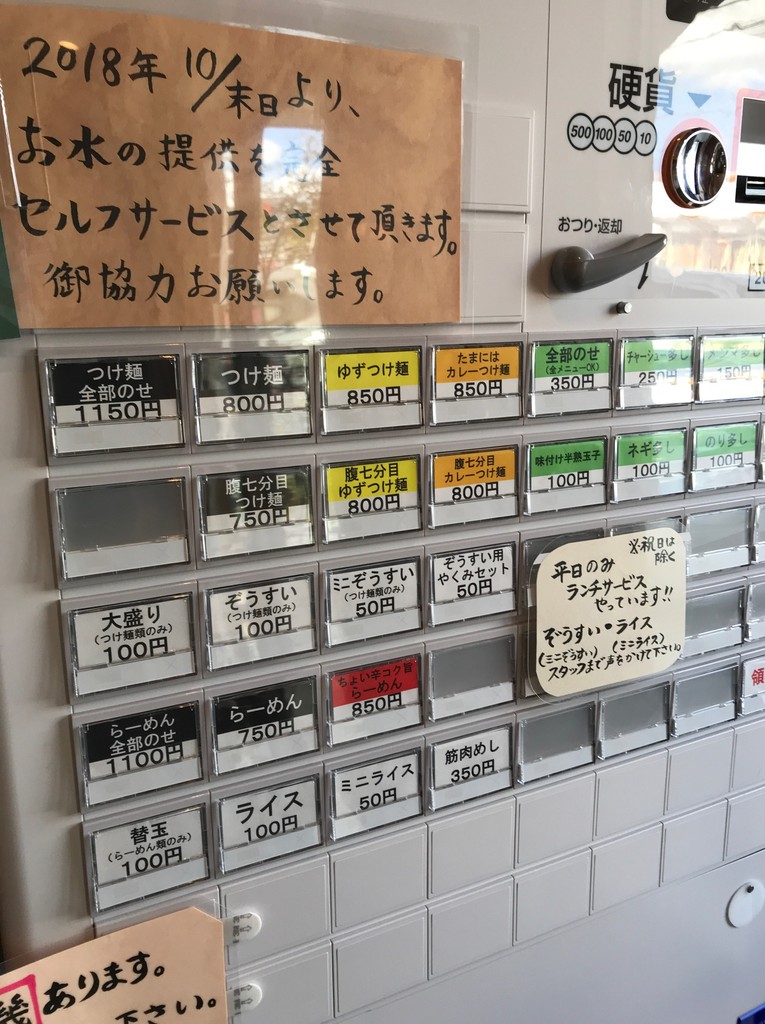 2018年 10/末日より、
お水の提供を完全
セルフサービスとさせて頂きます。
御協力お願いします。
硬貨
500 100 50 10
おつり・返却
つけ麺
全部のせ
1150円
つけ麺
800円
ゆずつけ麺
850円
たまには
カレーつけ麺
850円
全部のせ
(全メニューOK)
350円
チャーシュー多し
250円
150円
腹七分目
つけ麺
750円
腹七分目
ゆずつけ麺
800円
腹七分目
カレーつけ麺
800円
味付け半熟玉子
100円
ネギ多し
100円
のり多し
100円
大盛り
(つけ麺類のみ)
100円
ぞうすい
(つけ麺類のみ)
100円
ミニぞうすい
(つけ麺類のみ)
50円
ぞうすい用
やくみセット
50円
※祝日は
除く
平日のみ
ランチサービス
やっています!!
ぞうすい・ライス
(ミニぞうすい) (ミニライス)
スタッフまで声をかけて下さい
らーめん
全部のせ
1100円
らーめん
750円
ちょい辛コク旨
らーめん
850円
領
替玉
(らーめん類のみ)
100円
ライス
100円
ミニライス
50円
筋肉めし
350円
あります。
下さい。